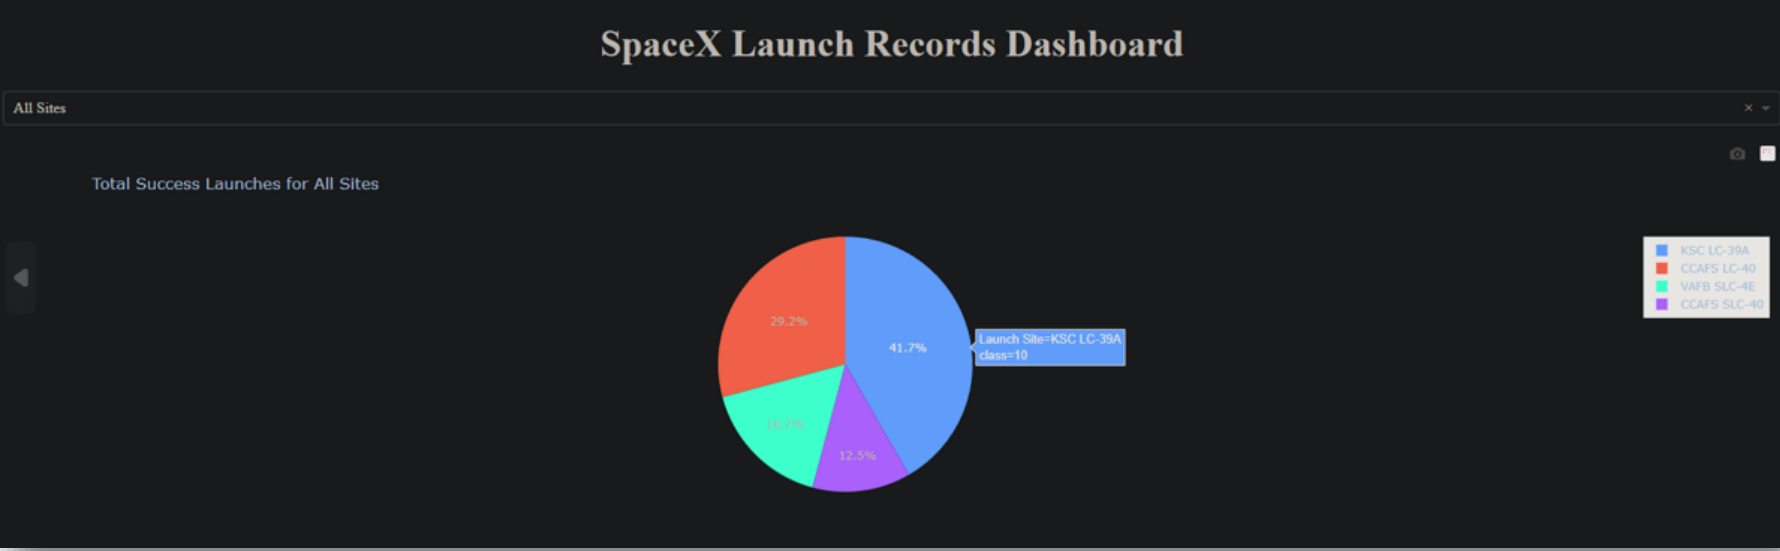 SpaceX Launch Records Dashboard
All Sites
Total Success Launches for All Sites
KSC LC-39A
CCAFS LC-40
VAFB SLC-4E
CCAFS SLC-40
29.2%
41.7%
Launch Site=KSC LC-39A
class=10
16.7%
12.5%